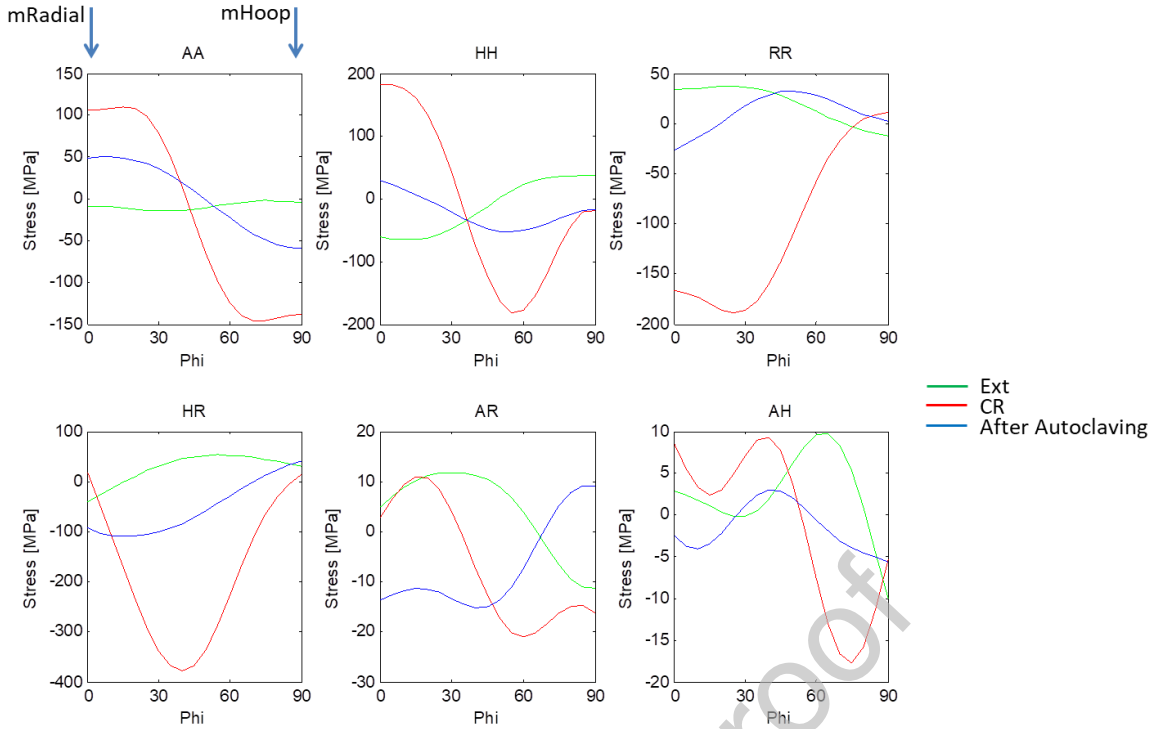 mRadial mHoop
AA HH RR
150 200 50
100 100 0
50 0 -50
0 -100 -100
-50 -200 -150
-100 -200
-150
Stress [MPa] Stress [MPa] Stress [MPa]
0 30 60 90 0 30 60 90 0 30 60 90
Phi Phi Phi
Ext
CR
After Autoclaving
HR AR AH
100 20 10
0 10 5
-100 0 0
-200 -10 -5
-300 -20 -10
-400 -30 -15
-20
Stress [MPa] Stress [MPa] Stress [MPa]
0 30 60 90 0 30 60 90 0 30 60 90
Phi Phi Phi
roof